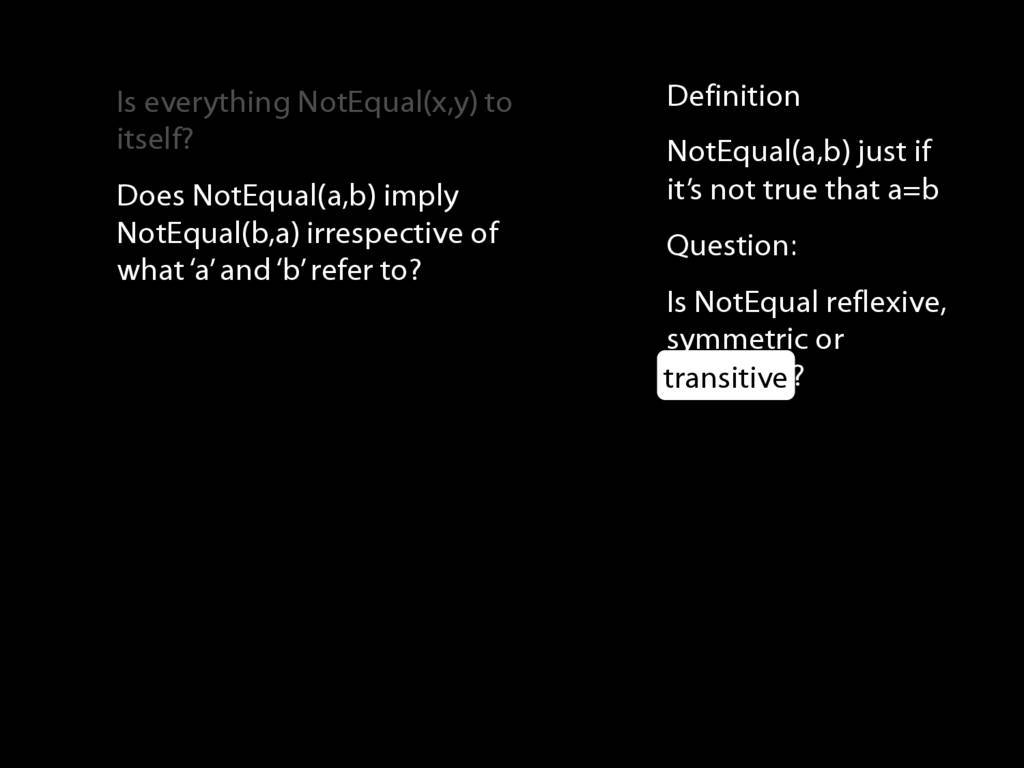 Is everything NotEqual(x,y) to
itself?
Does NotEqual(a,b) imply
NotEqual(b,a) irrespective of
what ‘a’ and ‘b’ refer to?
Definition
NotEqual(a,b) just if
it’s not true that a=b
Question:
Is NotEqual reflexive,
symmetric or
transitive?